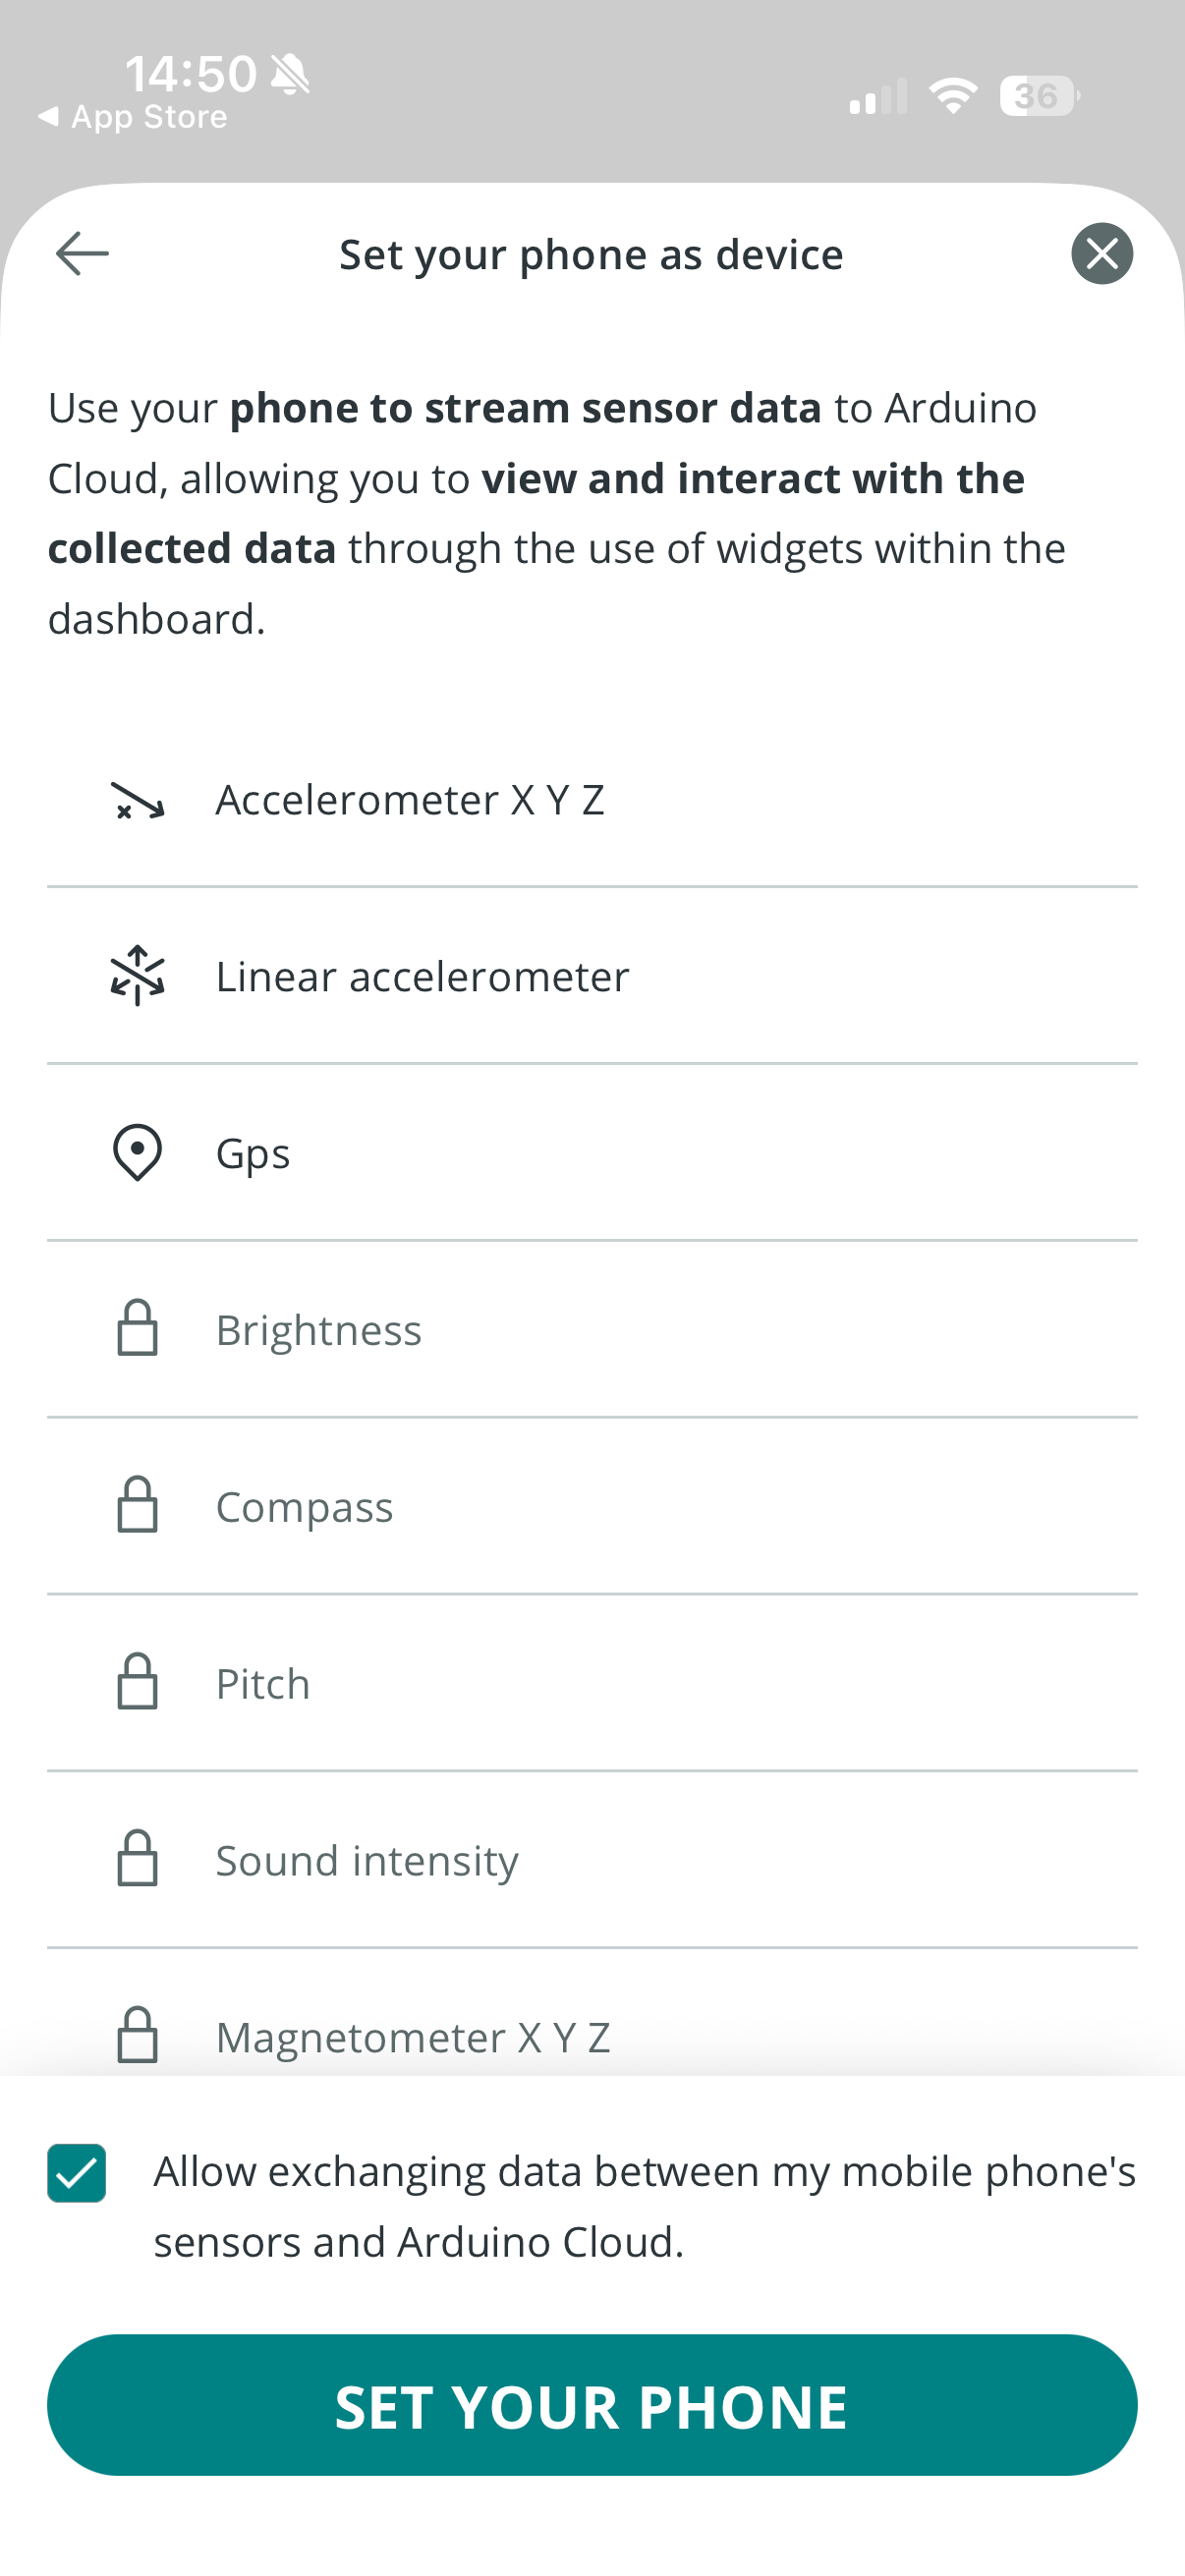 14:50
App Store
36
Set your phone as device
Use your phone to stream sensor data to Arduino
Cloud, allowing you to view and interact with the
collected data through the use of widgets within the
dashboard.
Accelerometer X Y Z
Linear accelerometer
Gps
Brightness
Compass
Pitch
Sound intensity
Magnetometer X Y Z
Allow exchanging data between my mobile phone's
sensors and Arduino Cloud.
SET YOUR PHONE